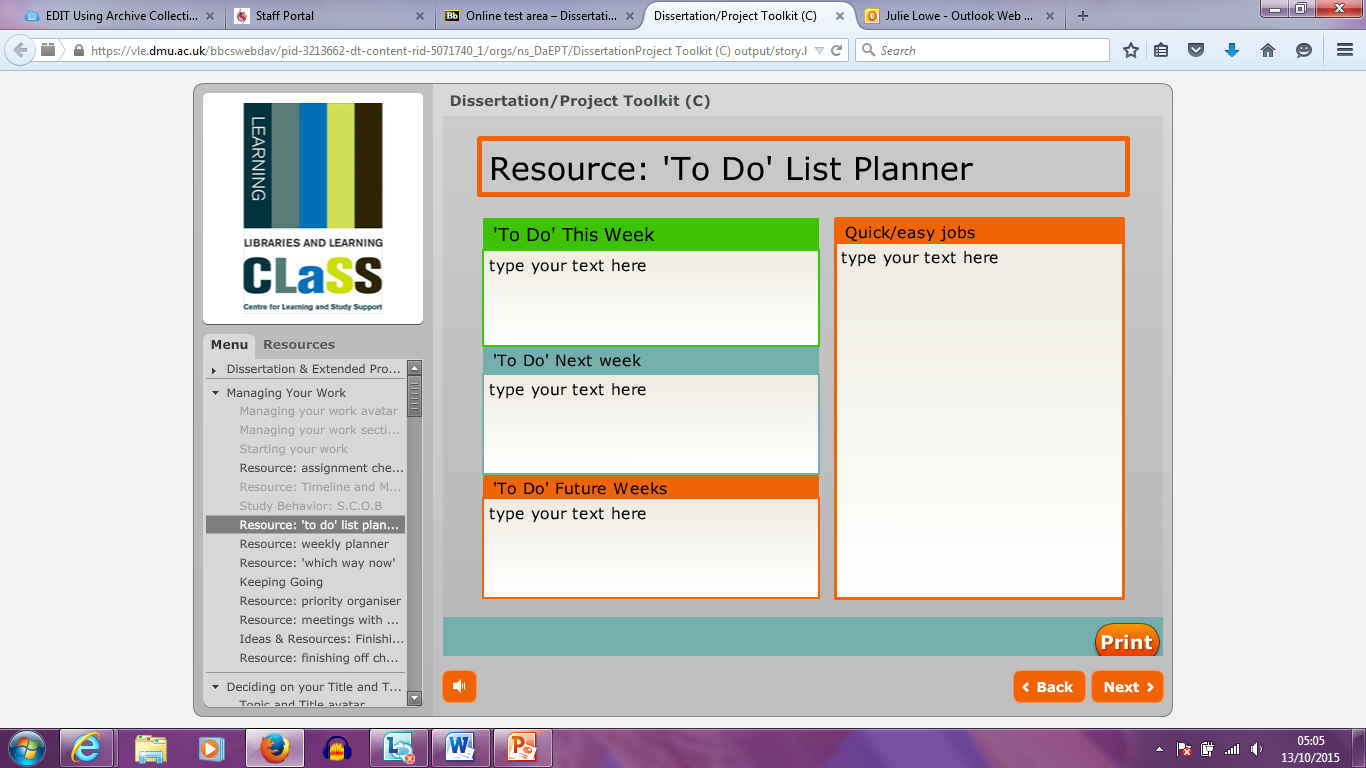 EDIT Using Archive Collecti...
Staff Portal
Bb Online test area – Dissertati...
Dissertation/Project Toolkit (C)
Julie Lowe - Outlook Web ...
https://vle.dmu.ac.uk/bbcswebdav/pid-3213662-dt-content-rid-5071740_1/orgs/ns_DaEPT/DissertationProject Toolkit (C) output/story.h
Search
LEARNING
LIBRARIES AND LEARNING
CLaSS
Centre for Learning and Study Support
Menu
Resources
Dissertation & Extended Pro...
Managing Your Work
Managing your work avatar
Managing your work secti...
Starting your work
Resource: assignment che...
Resource: Timeline and M...
Study Behavior: S.C.O.B
Resource: 'to do' list plan...
Resource: weekly planner
Resource: 'which way now'
Keeping Going
Resource: priority organiser
Resource: meetings with ...
Ideas & Resources: Finishi...
Resource: finishing off ch...
Deciding on your Title and T...
Topic and Title avatar
Dissertation/Project Toolkit (C)
Resource: 'To Do' List Planner
'To Do' This Week
type your text here
'To Do' Next week
type your text here
'To Do' Future Weeks
type your text here
Quick/easy jobs
type your text here
Print
Back
Next
05:05
13/10/2015